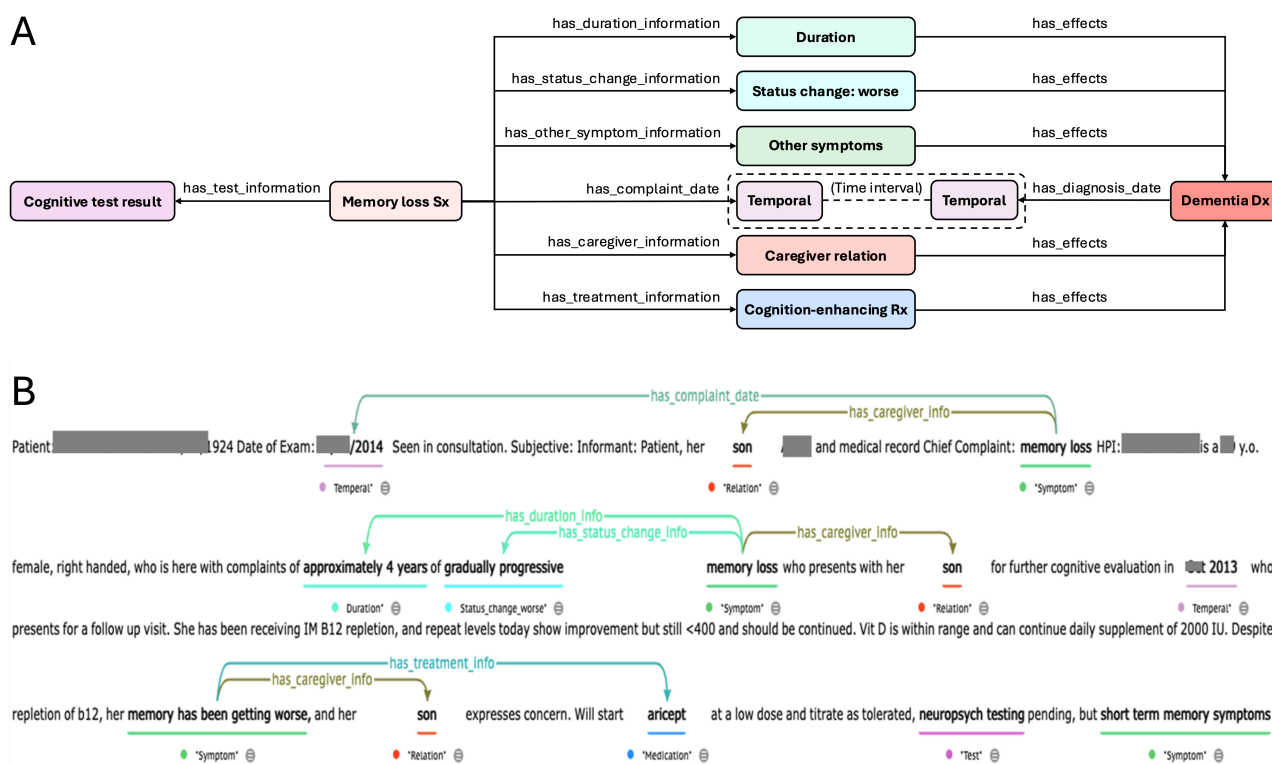 A
has_duration_information
Duration
has_effects
has_status_change_information
Status change: worse
has_effects
has_other_symptom_information
Other symptoms
has_effects
Cognitive test result
has_test_information
Memory loss Sx
has_complaint_date
Temporal
(Time interval)
Temporal
has_diagnosis_date
Dementia Dx
has_caregiver_information
Caregiver relation
has_effects
has_treatment_information
Cognition-enhancing Rx
has_effects
B
has_complaint_date
has_caregiver_info
Patient: 1924 Date of Exam: /2014 Seen in consultation. Subjective: Informant: Patient, her son and medical record Chief Complaint: memory loss HPI: is a y.o.
Temperal" "Relation" "Symptom"
has_duration_info
has_status_change_info has_caregiver_info
female, right handed, who is here with complaints of approximately 4 years of gradually progressive memory loss who presents with her son for further cognitive evaluation in 2013 who
Duration" Status_change_worse" "Symptom" "Relation" Temperal"
presents for a follow up visit. She has been receiving IM B12 repletion, and repeat levels today show improvement but still <400 and should be continued. Vit D is within range and can continue daily supplement of 2000 IU. Despite
has_treatment_info
has_caregiver_info
repletion of b12, her memory has been getting worse, and her son expresses concern. Will start aricept at a low dose and titrate as tolerated, neuropsych testing pending, but short term memory symptoms
"Symptom" "Relation" "Medication" "Test" "Symptom"